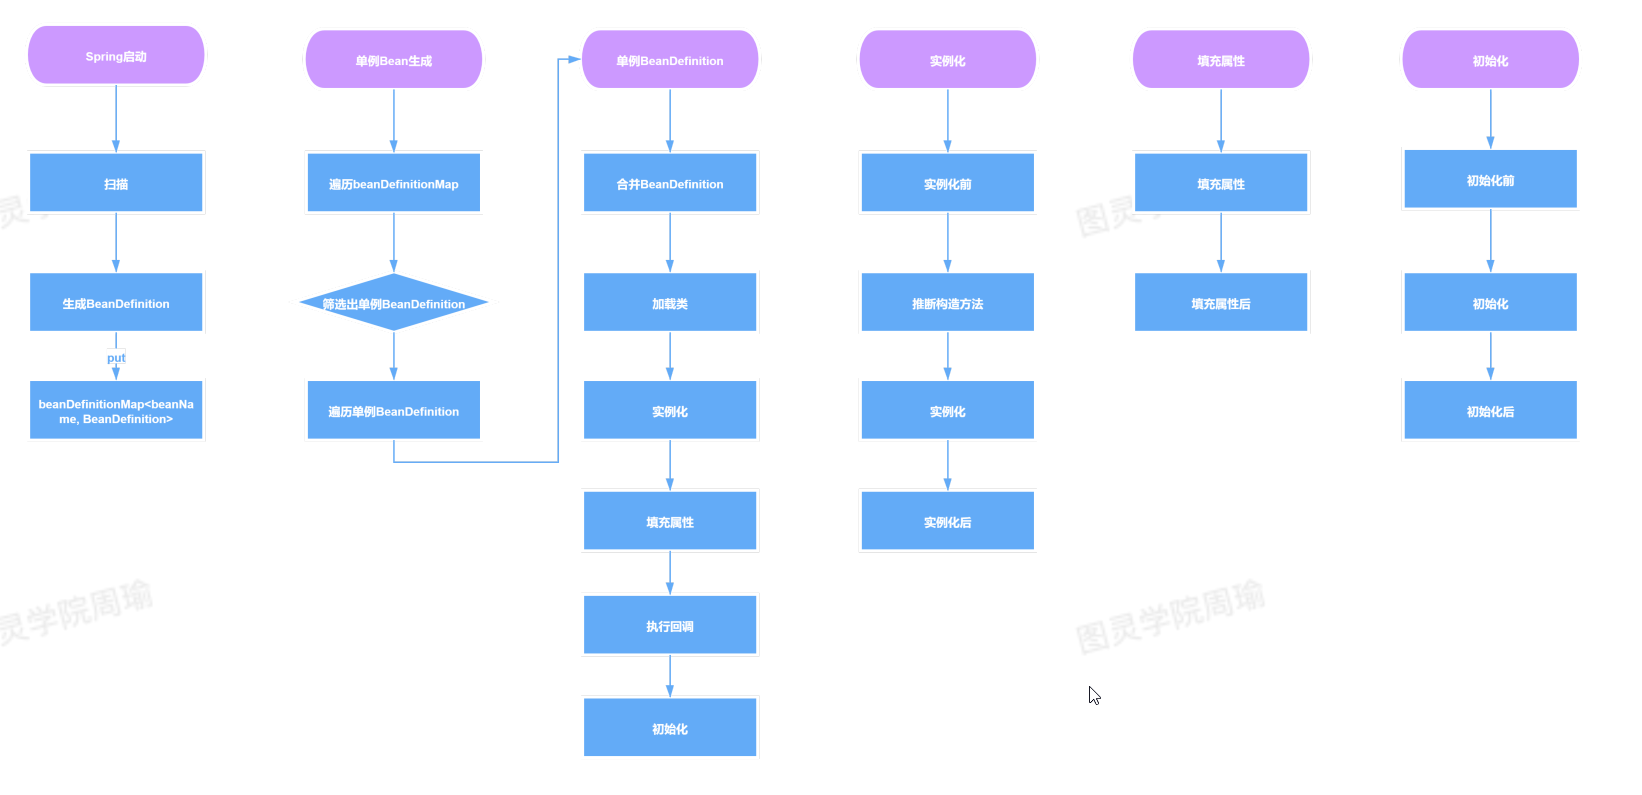 Spring启动
扫描
生成BeanDefinition
put
beanDefinitionMap<beanNa
me, BeanDefinition>
单例Bean生成
遍历beanDefinitionMap
筛选出单例BeanDefinition
遍历单例BeanDefinition
单例BeanDefinition
合并BeanDefinition
加载类
实例化
填充属性
执行回调
初始化
实例化
实例化前
推断构造方法
实例化
实例化后
填充属性
填充属性
填充属性后
初始化
初始化前
初始化
初始化后
灵学院周瑜
图灵
图灵学院周瑜